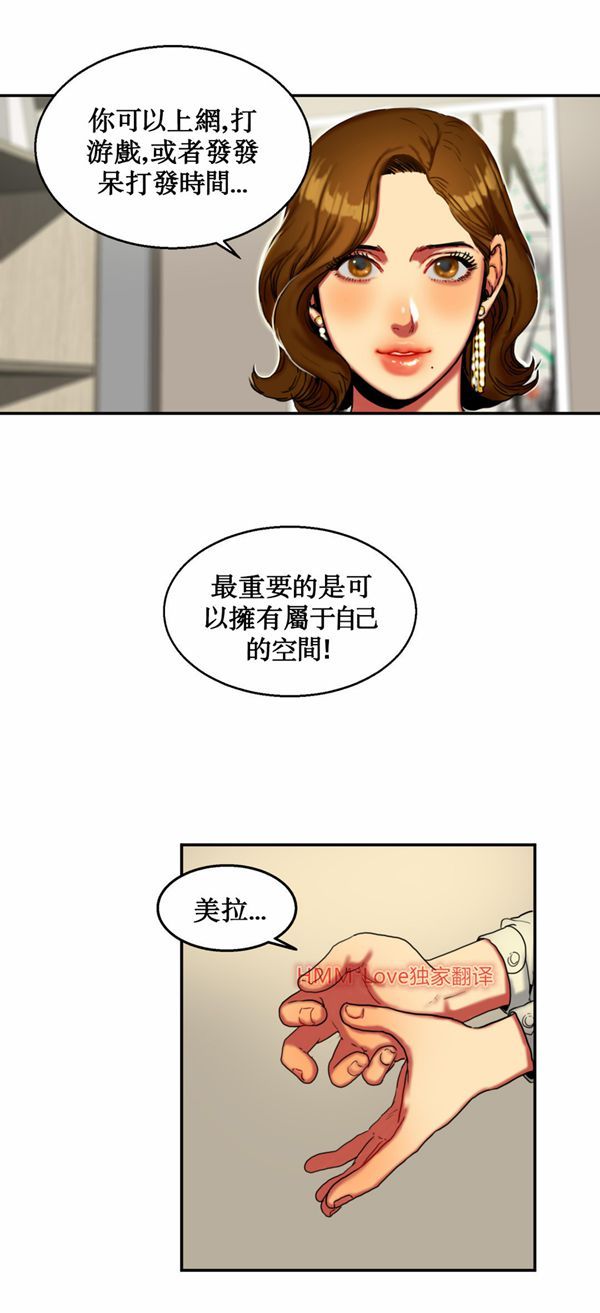 你可以上網,打
游戲,或者發發
呆打發時間...
最重要的是可
以擁有屬于自己
的空間!
美拉...
HMM Love独家翻译